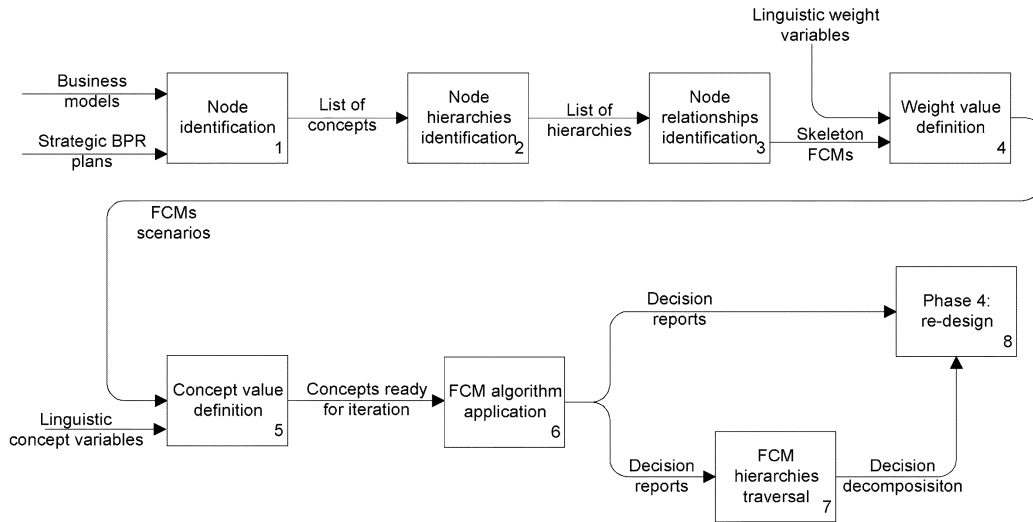 Linguistic weight
variables
Business
models
Strategic BPR
plans
Node
identification
1
List of
concepts
Node
hierarchies
identification
2
List of
hierarchies
Node
relationships
identification
3
Skeleton
FCMs
Weight value
definition
4
FCMs
scenarios
Linguistic
concept variables
Concept value
definition
5
Concepts ready
for iteration
FCM algorithm
application
6
Decision
reports
Phase 4:
re-design
8
Decision
reports
FCM
hierarchies
traversal
7
Decision
decomposisiton